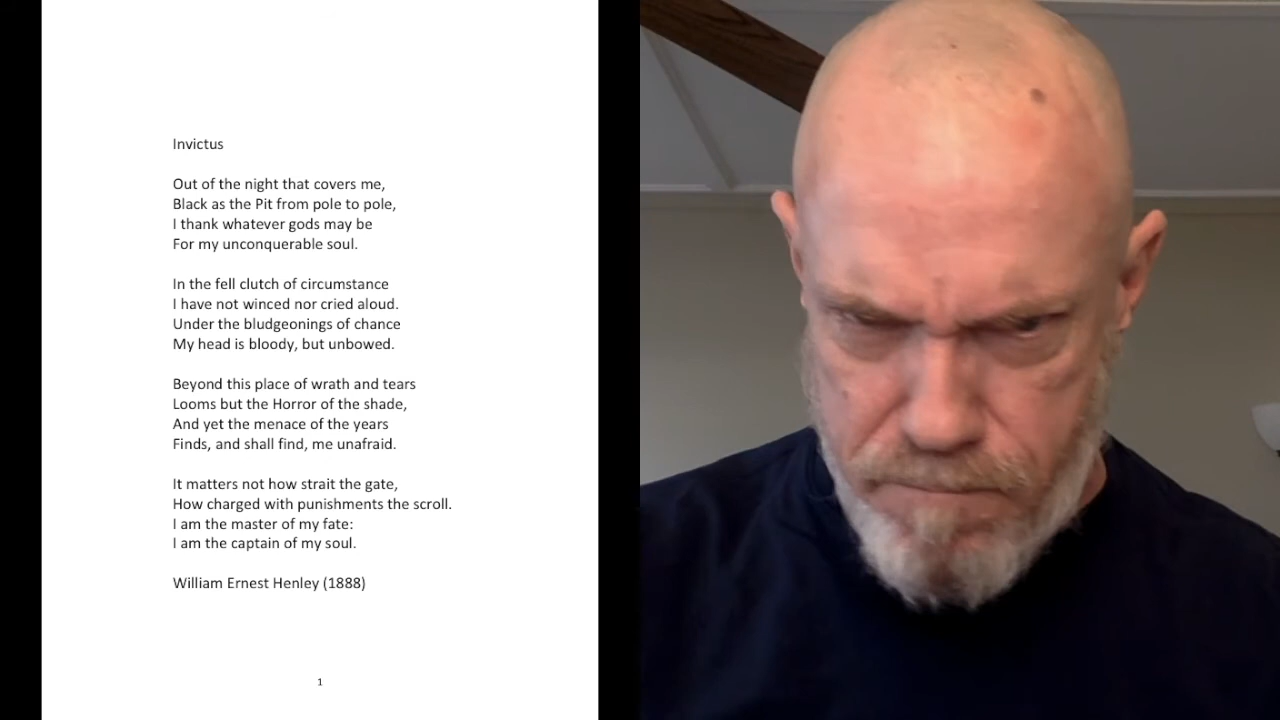 Invictus
Out of the night that covers me,
Black as the Pit from pole to pole,
I thank whatever gods may be
For my unconquerable soul.
In the fell clutch of circumstance
I have not winced nor cried aloud.
Under the bludgeonings of chance
My head is bloody, but unbowed.
Beyond this place of wrath and tears
Looms but the Horror of the shade,
And yet the menace of the years
Finds, and shall find, me unafraid.
It matters not how strait the gate,
How charged with punishments the scroll.
I am the master of my fate:
I am the captain of my soul.
William Ernest Henley (1888)
1